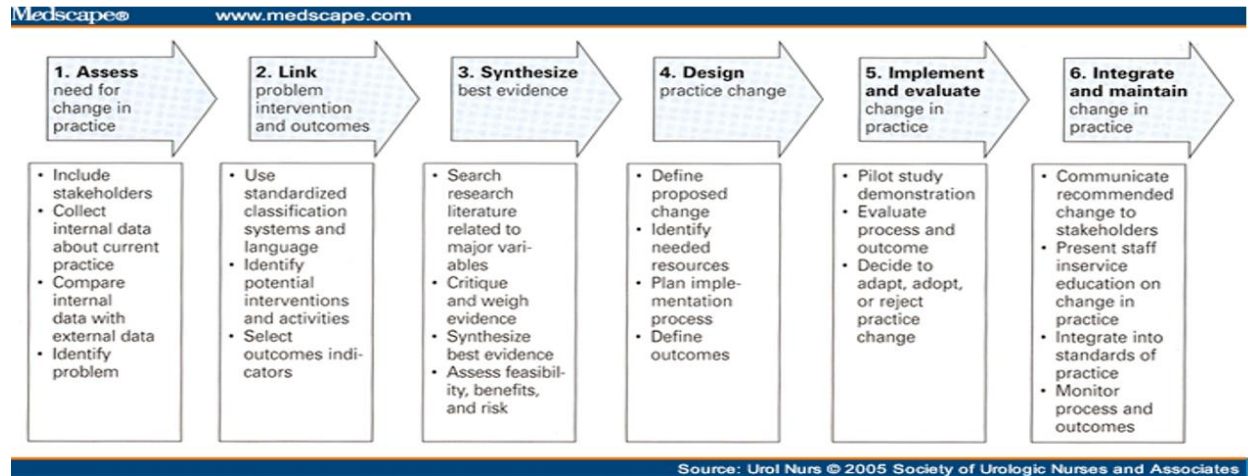 Medscape® www.medscape.com
1. Assess
need for
change in
practice
2. Link
problem
intervention
and outcomes
3. Synthesize
best evidence
4. Design
practice change
5. Implement
and evaluate
change in
practice
6. Integrate
and maintain
change in
practice
• Include
stakeholders
• Collect
internal data
about current
practice
• Compare
internal
data with
external data
• Identify
problem
• Use
standardized
classification
systems and
language
• Identify
potential
interventions
and activities
• Select
outcomes indi-
cators
• Search
research
literature
related to
major vari-
ables
• Critique
and weigh
evidence
• Synthesize
best evidence
• Assess feasibil-
ity, benefits,
and risk
• Define
proposed
change
• Identify
needed
resources
• Plan imple-
mentation
process
• Define
outcomes
• Pilot study
demonstration
• Evaluate
process and
outcome
• Decide to
adapt, adopt,
or reject
practice
change
• Communicate
recommended
change to
stakeholders
• Present staff
inservice
education on
change in
practice
• Integrate into
standards of
practice
• Monitor
process and
outcomes
Source: Urol Nurs © 2005 Society of Urologic Nurses and Associates